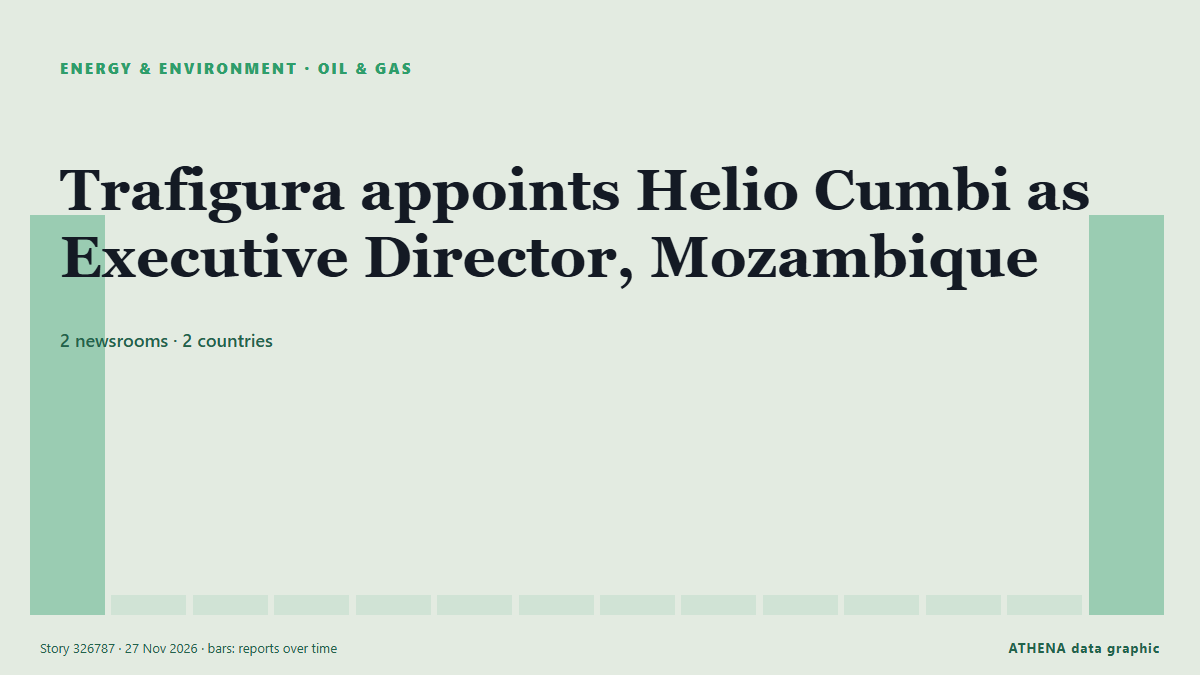 ENERGY & ENVIRONMENT · OIL & GAS
Trafigura appoints Helio Cumbi as
Executive Director, Mozambique
2 newsrooms · 2 countries
Story 326787 · 27 Nov 2026 · bars: reports over time
ATHENA data graphic